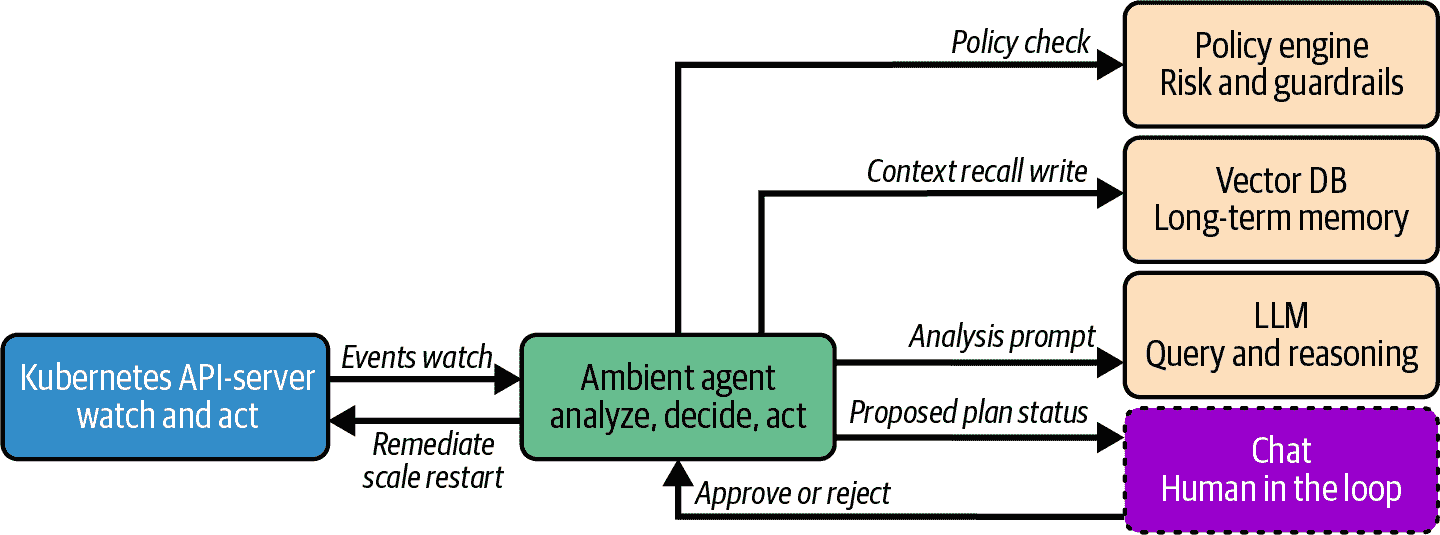 Policy check
Policy engine
Risk and guardrails
Context recall write
Vector DB
Long-term memory
Kubernetes API-server
watch and act
Events watch
Remediate
scale restart
Ambient agent
analyze, decide, act
Analysis prompt
LLM
Query and reasoning
Proposed plan status
Chat
Human in the loop
Approve or reject